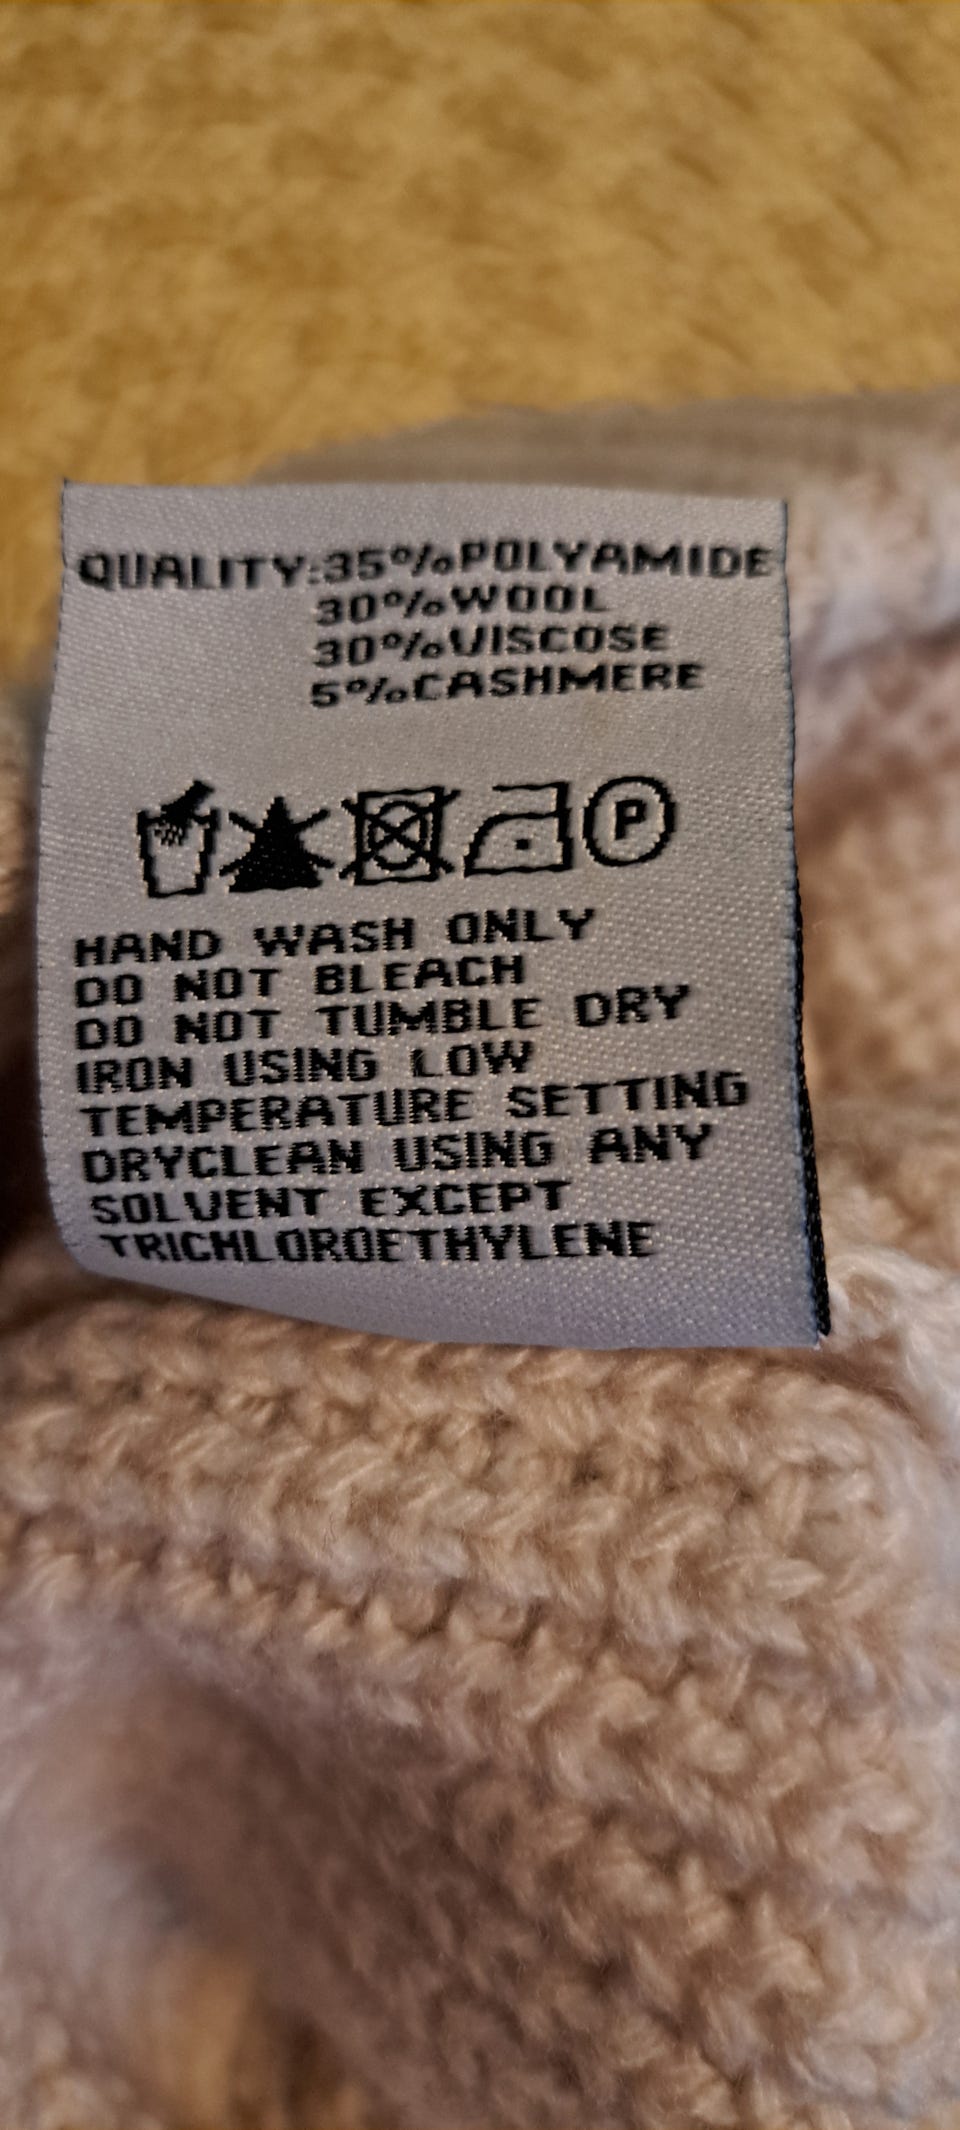 QUALITY:35%POLYAMIDE
30%WOOL
30%VISCOSE
5%CASHMERE
P
HAND WASH ONLY
DO NOT BLEACH
DO NOT TUMBLE DRY
IRON USING LOW
TEMPERATURE SETTING
DRYCLEAN USING ANY
SOLVENT EXCEPT
TRICHLOROETHYLENE